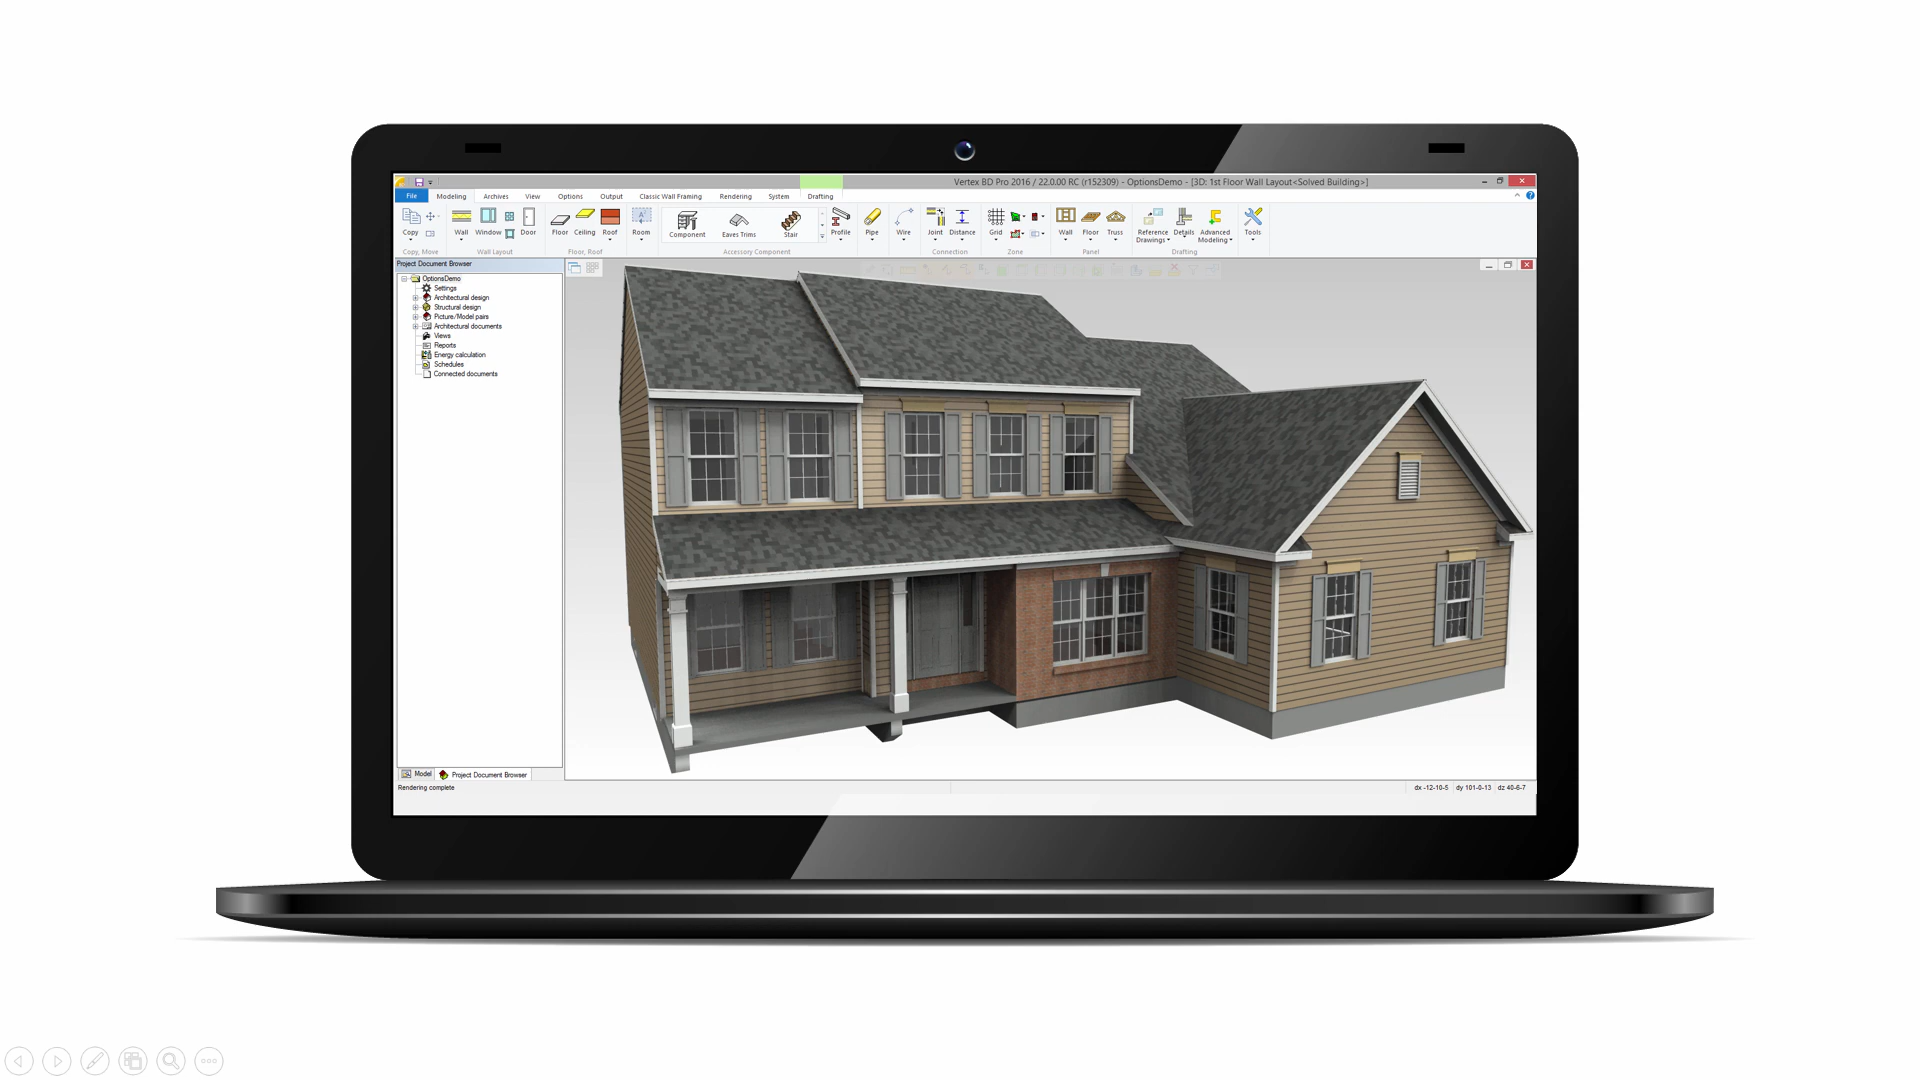 Vertex BD Pro 2016 / 22.0.00 RC (r152309) - OptionsDemo - [3D: 1st Floor Wall Layout<Solved Building>]
File Modeling Archives View Options Output Classic Wall Framing Rendering System Drafting
Copy Wall Window Door Floor Ceiling Roof Room Component Eaves Trims Stair Profile Pipe Wire Joint Distance Grid Wall Floor Truss Reference Drawings Details Advanced Modeling Tools
Copy, Move Wall Layout Floor, Roof Accessory Component Connection Zone Panel Drafting
Project Document Browser
OptionsDemo
Settings
Architectural design
Structural design
Picture/Model pairs
Architectural documents
Views
Reports
Energy calculation
Schedules
Connected documents
Model Project Document Browser
Rendering complete dx -12-10-5 dy 101-0-13 dz 40-6-7